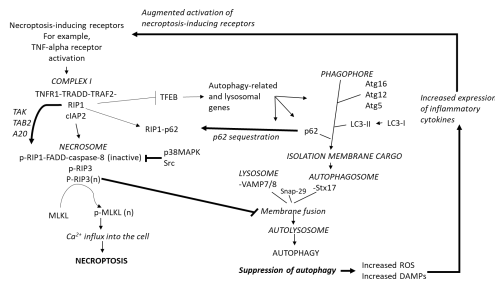 Augmented activation of
necroptosis-inducing receptors
Necroptosis-inducing receptors
For example,
TNF-alpha receptor
activation
COMPLEX I
TNFR1-TRADD-TRAF2-
RIP1
cIAP2
TAK
TAB2
A20
TFEB
Autophagy-related
and lysosomal
genes
PHAGOPHORE
Atg16
Atg12
Atg5
Increased expression
of inflammatory
cytokines
RIP1-p62
p62 sequestration
p62
LC3-II
LC3-I
NECROSOME
p-RIP1-FADD-caspase-8 (inactive)
p-RIP3
P-RIP3(n)
p38MAPK
Src
ISOLATION MEMBRANE CARGO
LYSOSOME
-VAMP7/8
AUTOPHAGOSOME
Snap-29
-Stx17
MLKL
p-MLKL (n)
Membrane fusion
Ca²⁺ influx into the cell
AUTOLYSOSOME
NECROPTOSIS
AUTOPHAGY
Suppression of autophagy
Increased ROS
Increased DAMPs